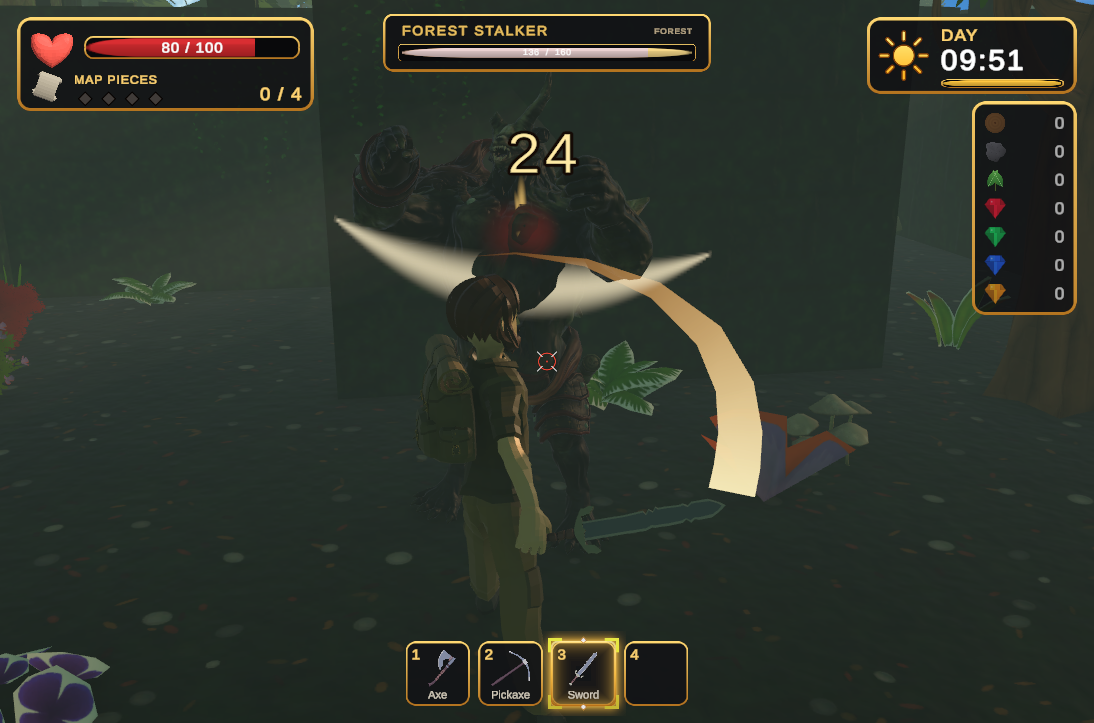 80 / 100
MAP PIECES
0 / 4
FOREST STALKER
FOREST
136 / 160
DAY
09:51
0
0
0
0
0
0
0
24
1
Axe
2
Pickaxe
3
Sword
4